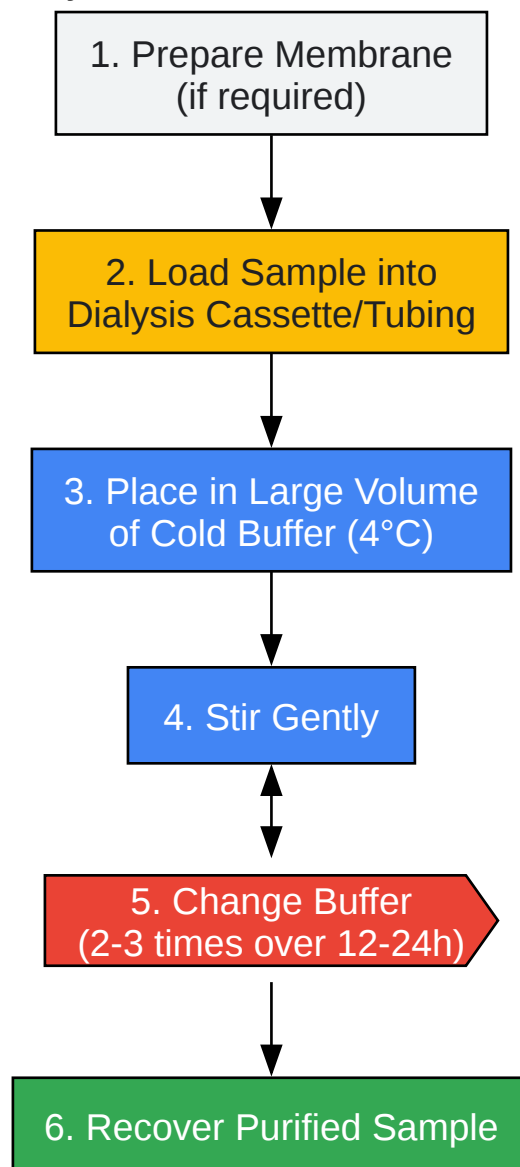 1. Prepare Membrane
(if required)
2. Load Sample into
Dialysis Cassette/Tubing
3. Place in Large Volume
of Cold Buffer (4°C)
4. Stir Gently
5. Change Buffer
(2-3 times over 12-24h)
6. Recover Purified Sample